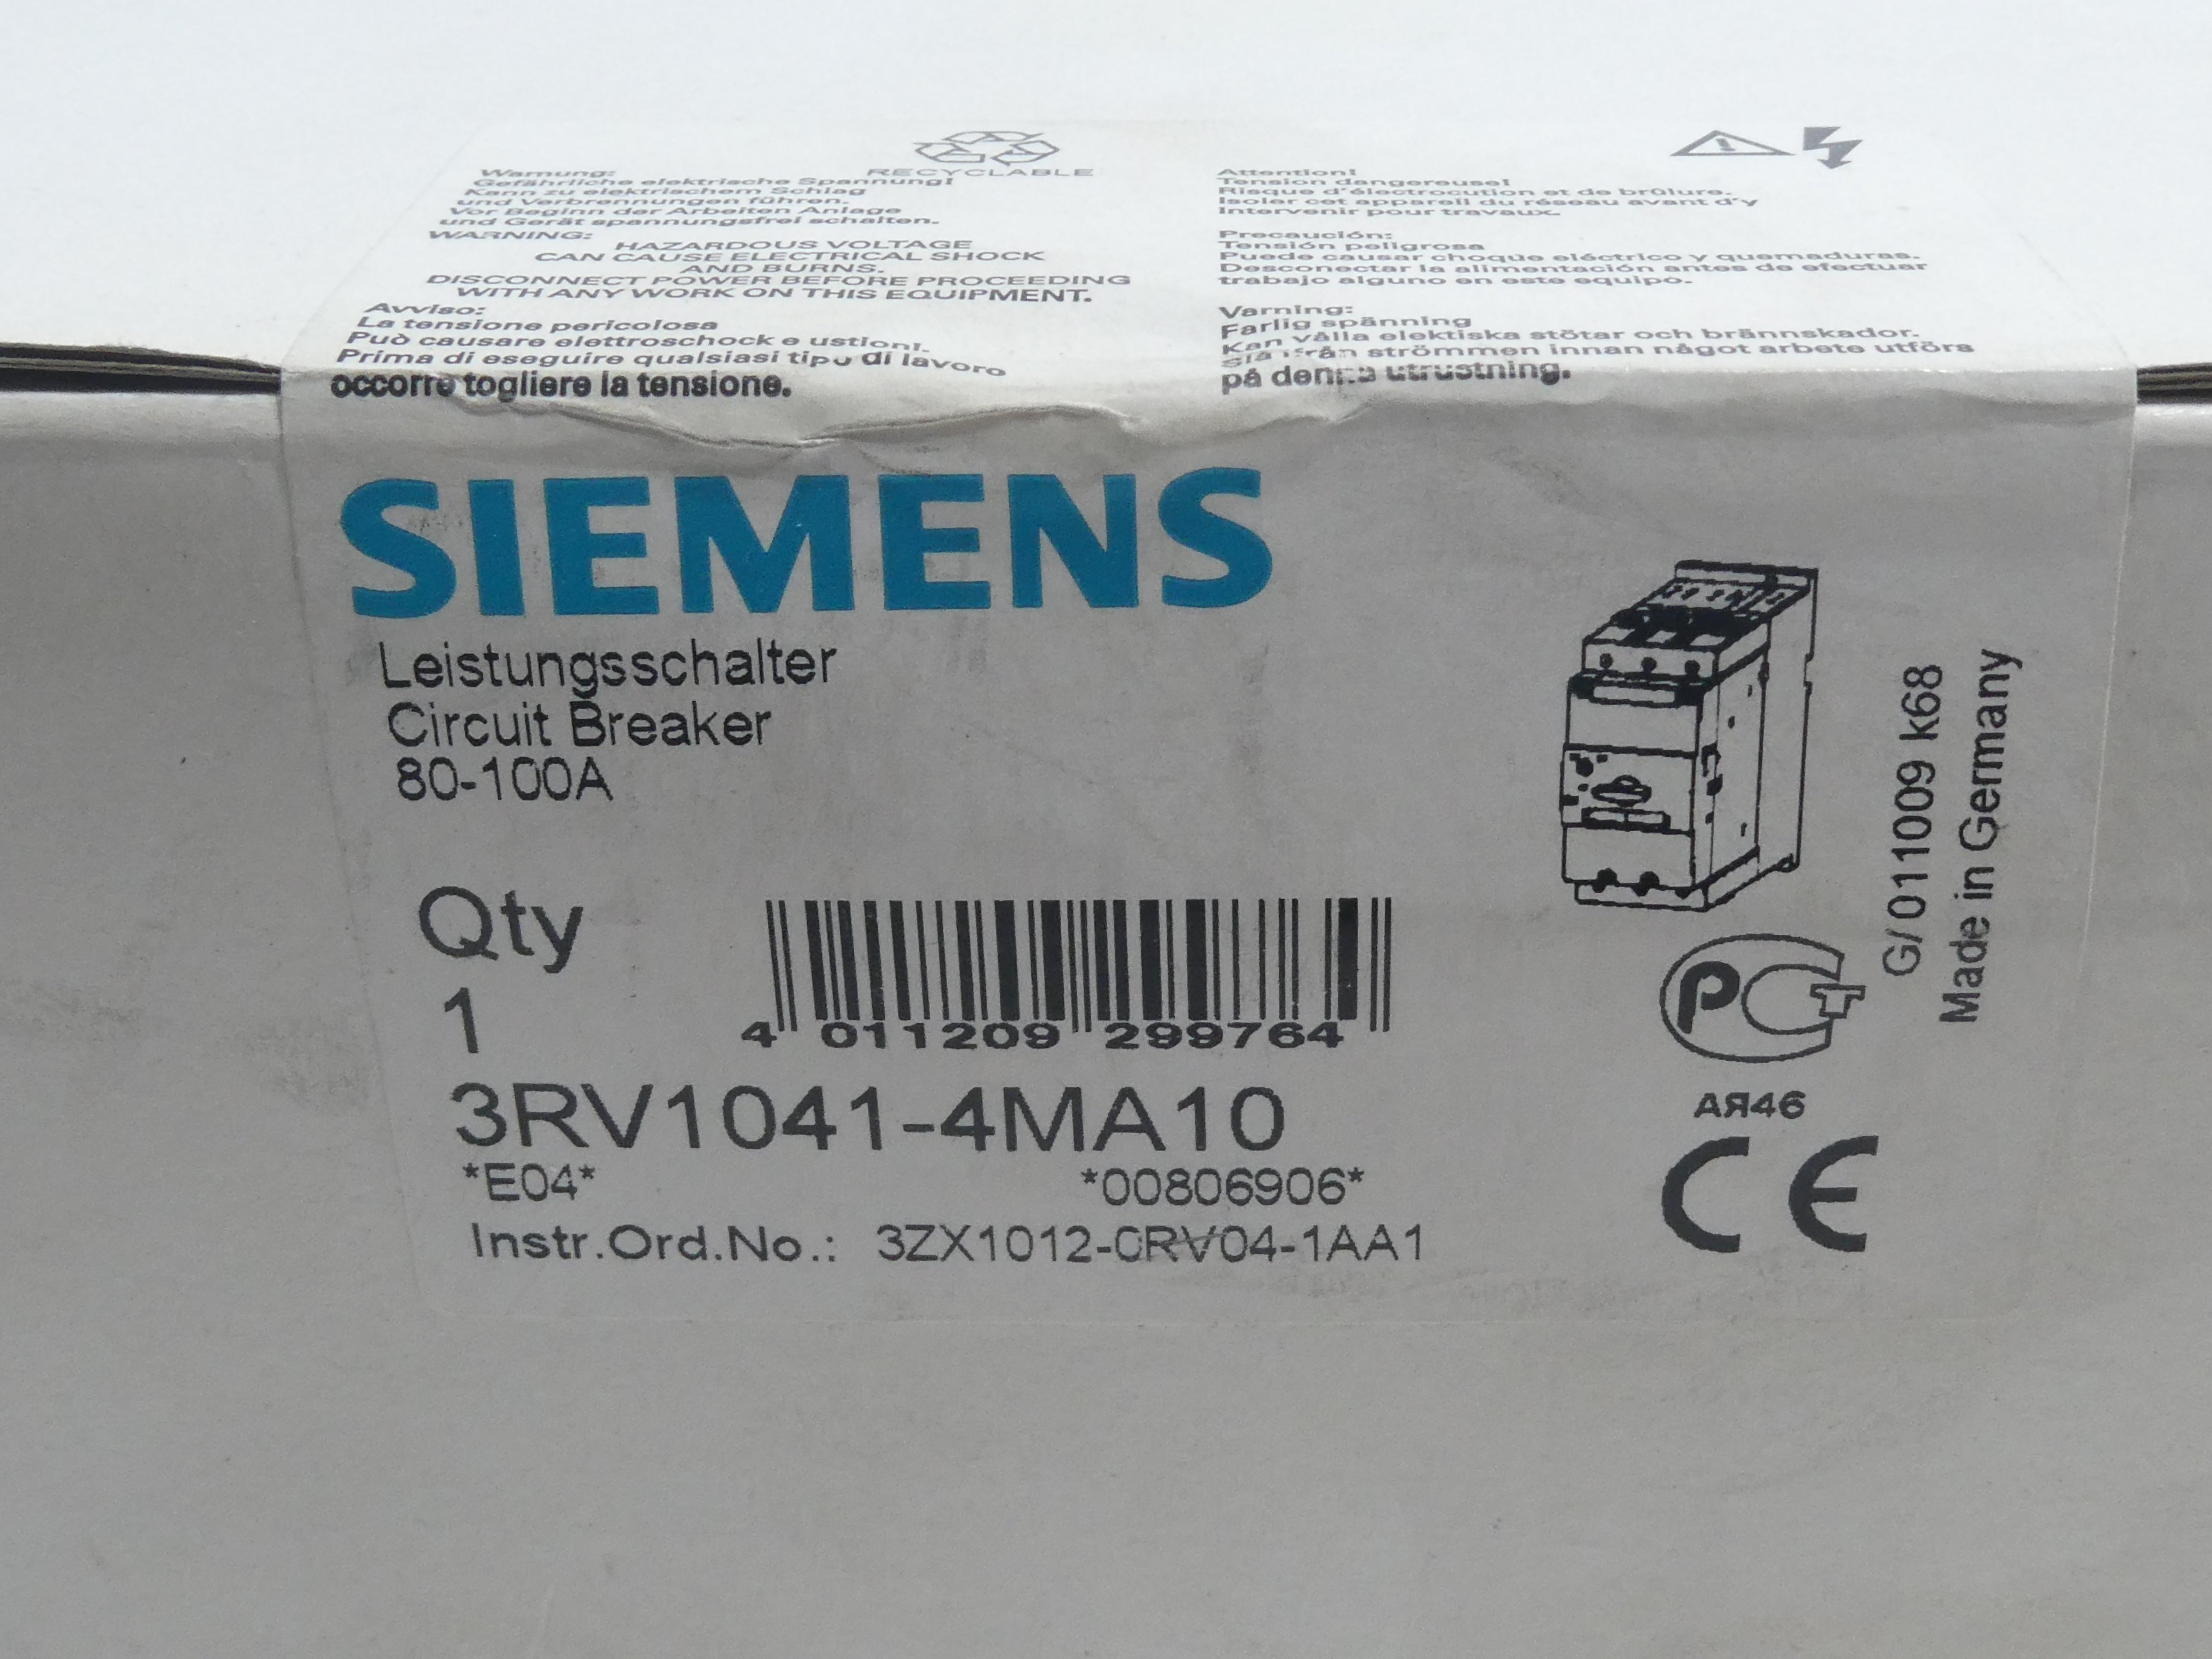 RECYCLABLE
Warnung:
Gefährliche elektrische Spannung!
Kann zu elektrischem Schlag
und Verbrennungen führen.
Vor Beginn der Arbeiten Anlage
und Gerät spannungsfrei schalten.
WARNING:
HAZARDOUS VOLTAGE
CAN CAUSE ELECTRICAL SHOCK
AND BURNS.
DISCONNECT POWER BEFORE PROCEEDING
WITH ANY WORK ON THIS EQUIPMENT.
Avviso:
La tensione pericolosa
Può causare elettroschock e ustioni.
Prima di eseguire qualsiasi tipo di lavoro
occorre togliere la tensione.
Attention!
Tension dangereuse!
Risque d'électrocution et de brûlure.
Isoler cet appareil du réseau avant d'y
intervenir pour travaux.
Precaución:
Tensión peligrosa
Puede causar choque eléctrico y quemaduras.
Desconectar la alimentación antes de efectuar
trabajo alguno en este equipo.
Varning:
Farlig spänning
Kan vålla elektiska stötar och brännskador.
Slå ifrån strömmen innan något arbete utförs
på denna utrustning.
SIEMENS
Leistungsschalter
Circuit Breaker
80-100A
Qty
1
4 011209 299764
3RV1041-4MA10
*E04* *00806906*
Instr.Ord.No.: 3ZX1012-0RV04-1AA1
G/011009 k68
Made in Germany
РС
АЯ46
CE